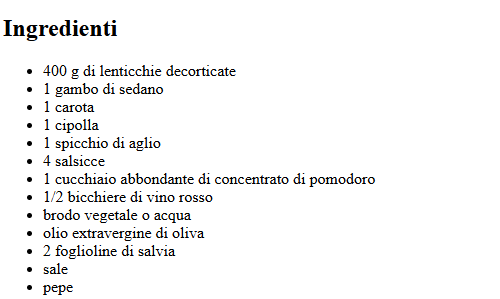 Ingredienti
400 g di lenticchie decorticate
1 gambo di sedano
1 carota
1 cipolla
1 spicchio di aglio
4 salsicce
1 cucchiaio abbondante di concentrato di pomodoro
1/2 bicchiere di vino rosso
brodo vegetale o acqua
olio extravergine di oliva
2 foglioline di salvia
sale
pepe